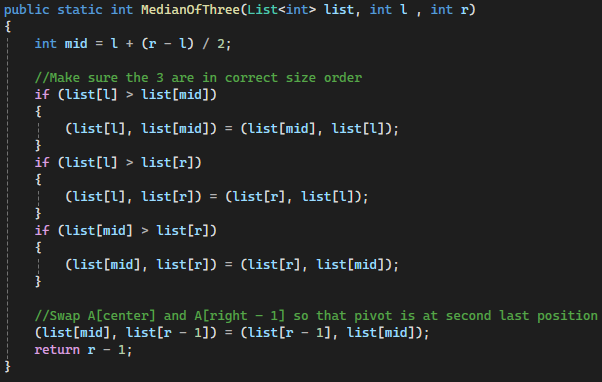 public static int MedianOfThree(List<int> list, int l , int r)
{
    int mid = l + (r - l) / 2;
    //Make sure the 3 are in correct size order
    if (list[l] > list[mid])
    {
        (list[l], list[mid]) = (list[mid], list[l]);
    }
    if (list[l] > list[r])
    {
        (list[l], list[r]) = (list[r], list[l]);
    }
    if (list[mid] > list[r])
    {
        (list[mid], list[r]) = (list[r], list[mid]);
    }
    //Swap A[center] and A[right - 1] so that pivot is at second last position
    (list[mid], list[r - 1]) = (list[r - 1], list[mid]);
    return r - 1;
}